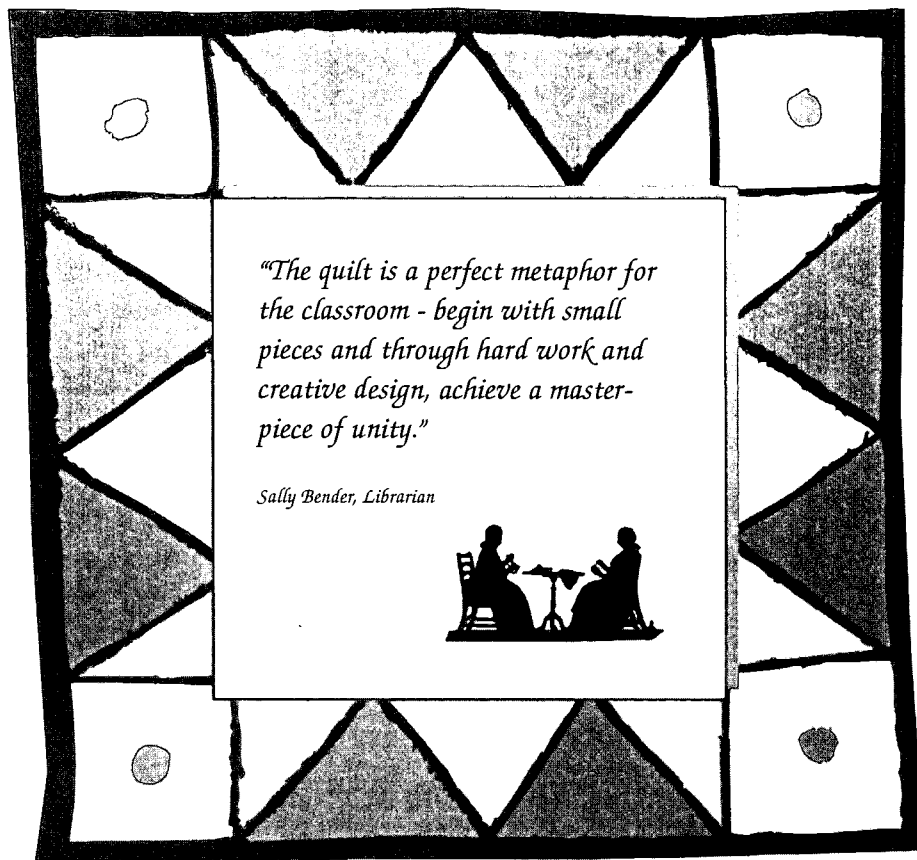 “The quilt is a perfect metaphor for
the classroom - begin with small
pieces and through hard work and
creative design, achieve a master-
piece of unity.”
Sally Bender, Librarian